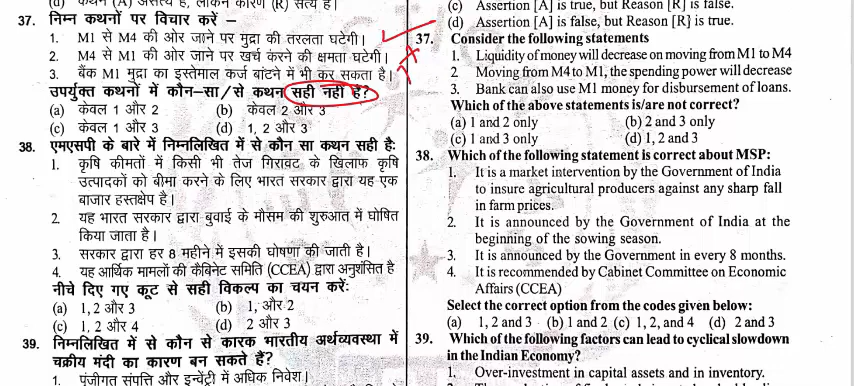 (d) कथन (A) असत्य है, लेकिन कारण (R) सत्य है।
37. निम्न कथनों पर विचार करें –
1. M1 से M4 की ओर जाने पर मुद्रा की तरलता घटेगी।
2. M4 से M1 की ओर जाने पर खर्च करने की क्षमता घटेगी।
3. बैंक M1 मुद्रा का इस्तेमाल कर्ज बांटने में भी कर सकता है।
उपर्युक्त कथनों में कौन–सा/से कथन सही नहीं है?
(a) केवल 1 और 2 (b) केवल 2 और 3
(c) केवल 1 और 3 (d) 1, 2 और 3
38. एमएसपी के बारे में निम्नलिखित में से कौन सा कथन सही है:
1. कृषि कीमतों में किसी भी तेज गिरावट के खिलाफ कृषि
उत्पादकों को बीमा करने के लिए भारत सरकार द्वारा यह एक
बाजार हस्तक्षेप है।
2. यह भारत सरकार द्वारा बुवाई के मौसम की शुरुआत में घोषित
किया जाता है।
3. सरकार द्वारा हर 8 महीने में इसकी घोषणा की जाती है।
4. यह आर्थिक मामलों की कैबिनेट समिति (CCEA) द्वारा अनुशंसित है
नीचे दिए गए कूट से सही विकल्प का चयन करें:
(a) 1, 2 और 3 (b) 1, और 2
(c) 1, 2 और 4 (d) 2 और 3
39. निम्नलिखित में से कौन से कारक भारतीय अर्थव्यवस्था में
चक्रीय मंदी का कारण बन सकते हैं?
1. पूंजीगत संपत्ति और इन्वेंट्री में अधिक निवेश।
(c) Assertion [A] is true, but Reason [R] is false.
(d) Assertion [A] is false, but Reason [R] is true.
37. Consider the following statements
1. Liquidity of money will decrease on moving from M1 to M4
2 Moving from M4 to M1, the spending power will decrease
3. Bank can also use M1 money for disbursement of loans.
Which of the above statements is/are not correct?
(a) 1 and 2 only (b) 2 and 3 only
(c) 1 and 3 only (d) 1, 2 and 3
38. Which of the following statement is correct about MSP:
1. It is a market intervention by the Government of India
to insure agricultural producers against any sharp fall
in farm prices.
2. It is announced by the Government of India at the
beginning of the sowing season.
3. It is announced by the Government in every 8 months.
4. It is recommended by Cabinet Committee on Economic
Affairs (CCEA)
Select the correct option from the codes given below:
(a) 1, 2 and 3 (b) 1 and 2 (c) 1, 2, and 4 (d) 2 and 3
39. Which of the following factors can lead to cyclical slowdown
in the Indian Economy?
1. Over-investment in capital assets and in inventory.